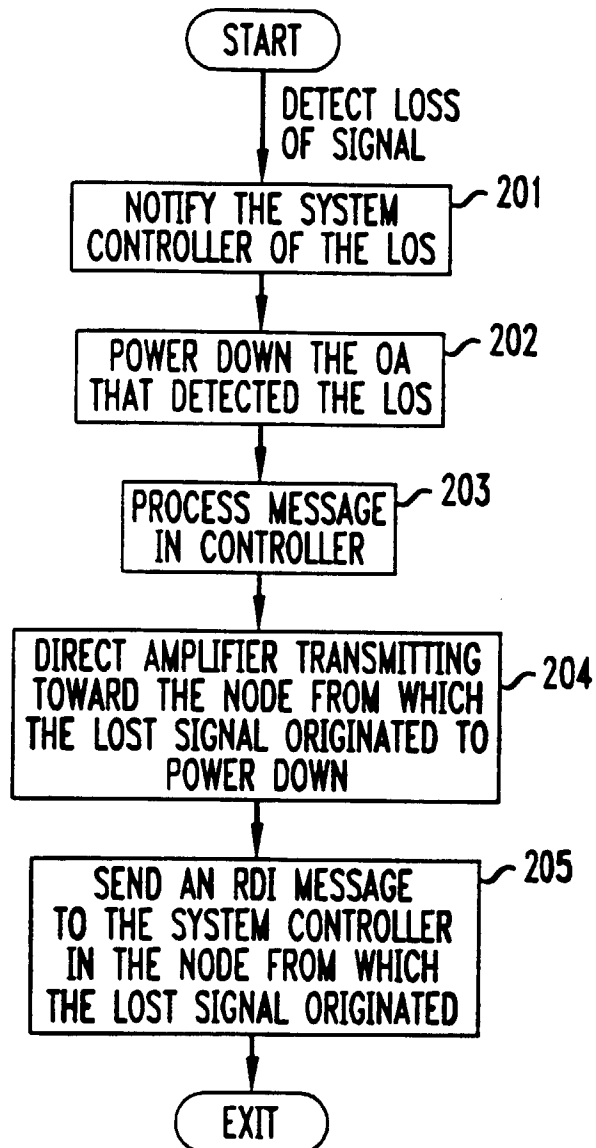 START
DETECT LOSS
OF SIGNAL
201
NOTIFY THE SYSTEM
CONTROLLER OF THE LOS
202
POWER DOWN THE OA
THAT DETECTED THE LOS
203
PROCESS MESSAGE
IN CONTROLLER
204
DIRECT AMPLIFIER TRANSMITTING
TOWARD THE NODE FROM WHICH
THE LOST SIGNAL ORIGINATED TO
POWER DOWN
205
SEND AN RDI MESSAGE
TO THE SYSTEM CONTROLLER
IN THE NODE FROM WHICH
THE LOST SIGNAL ORIGINATED
EXIT